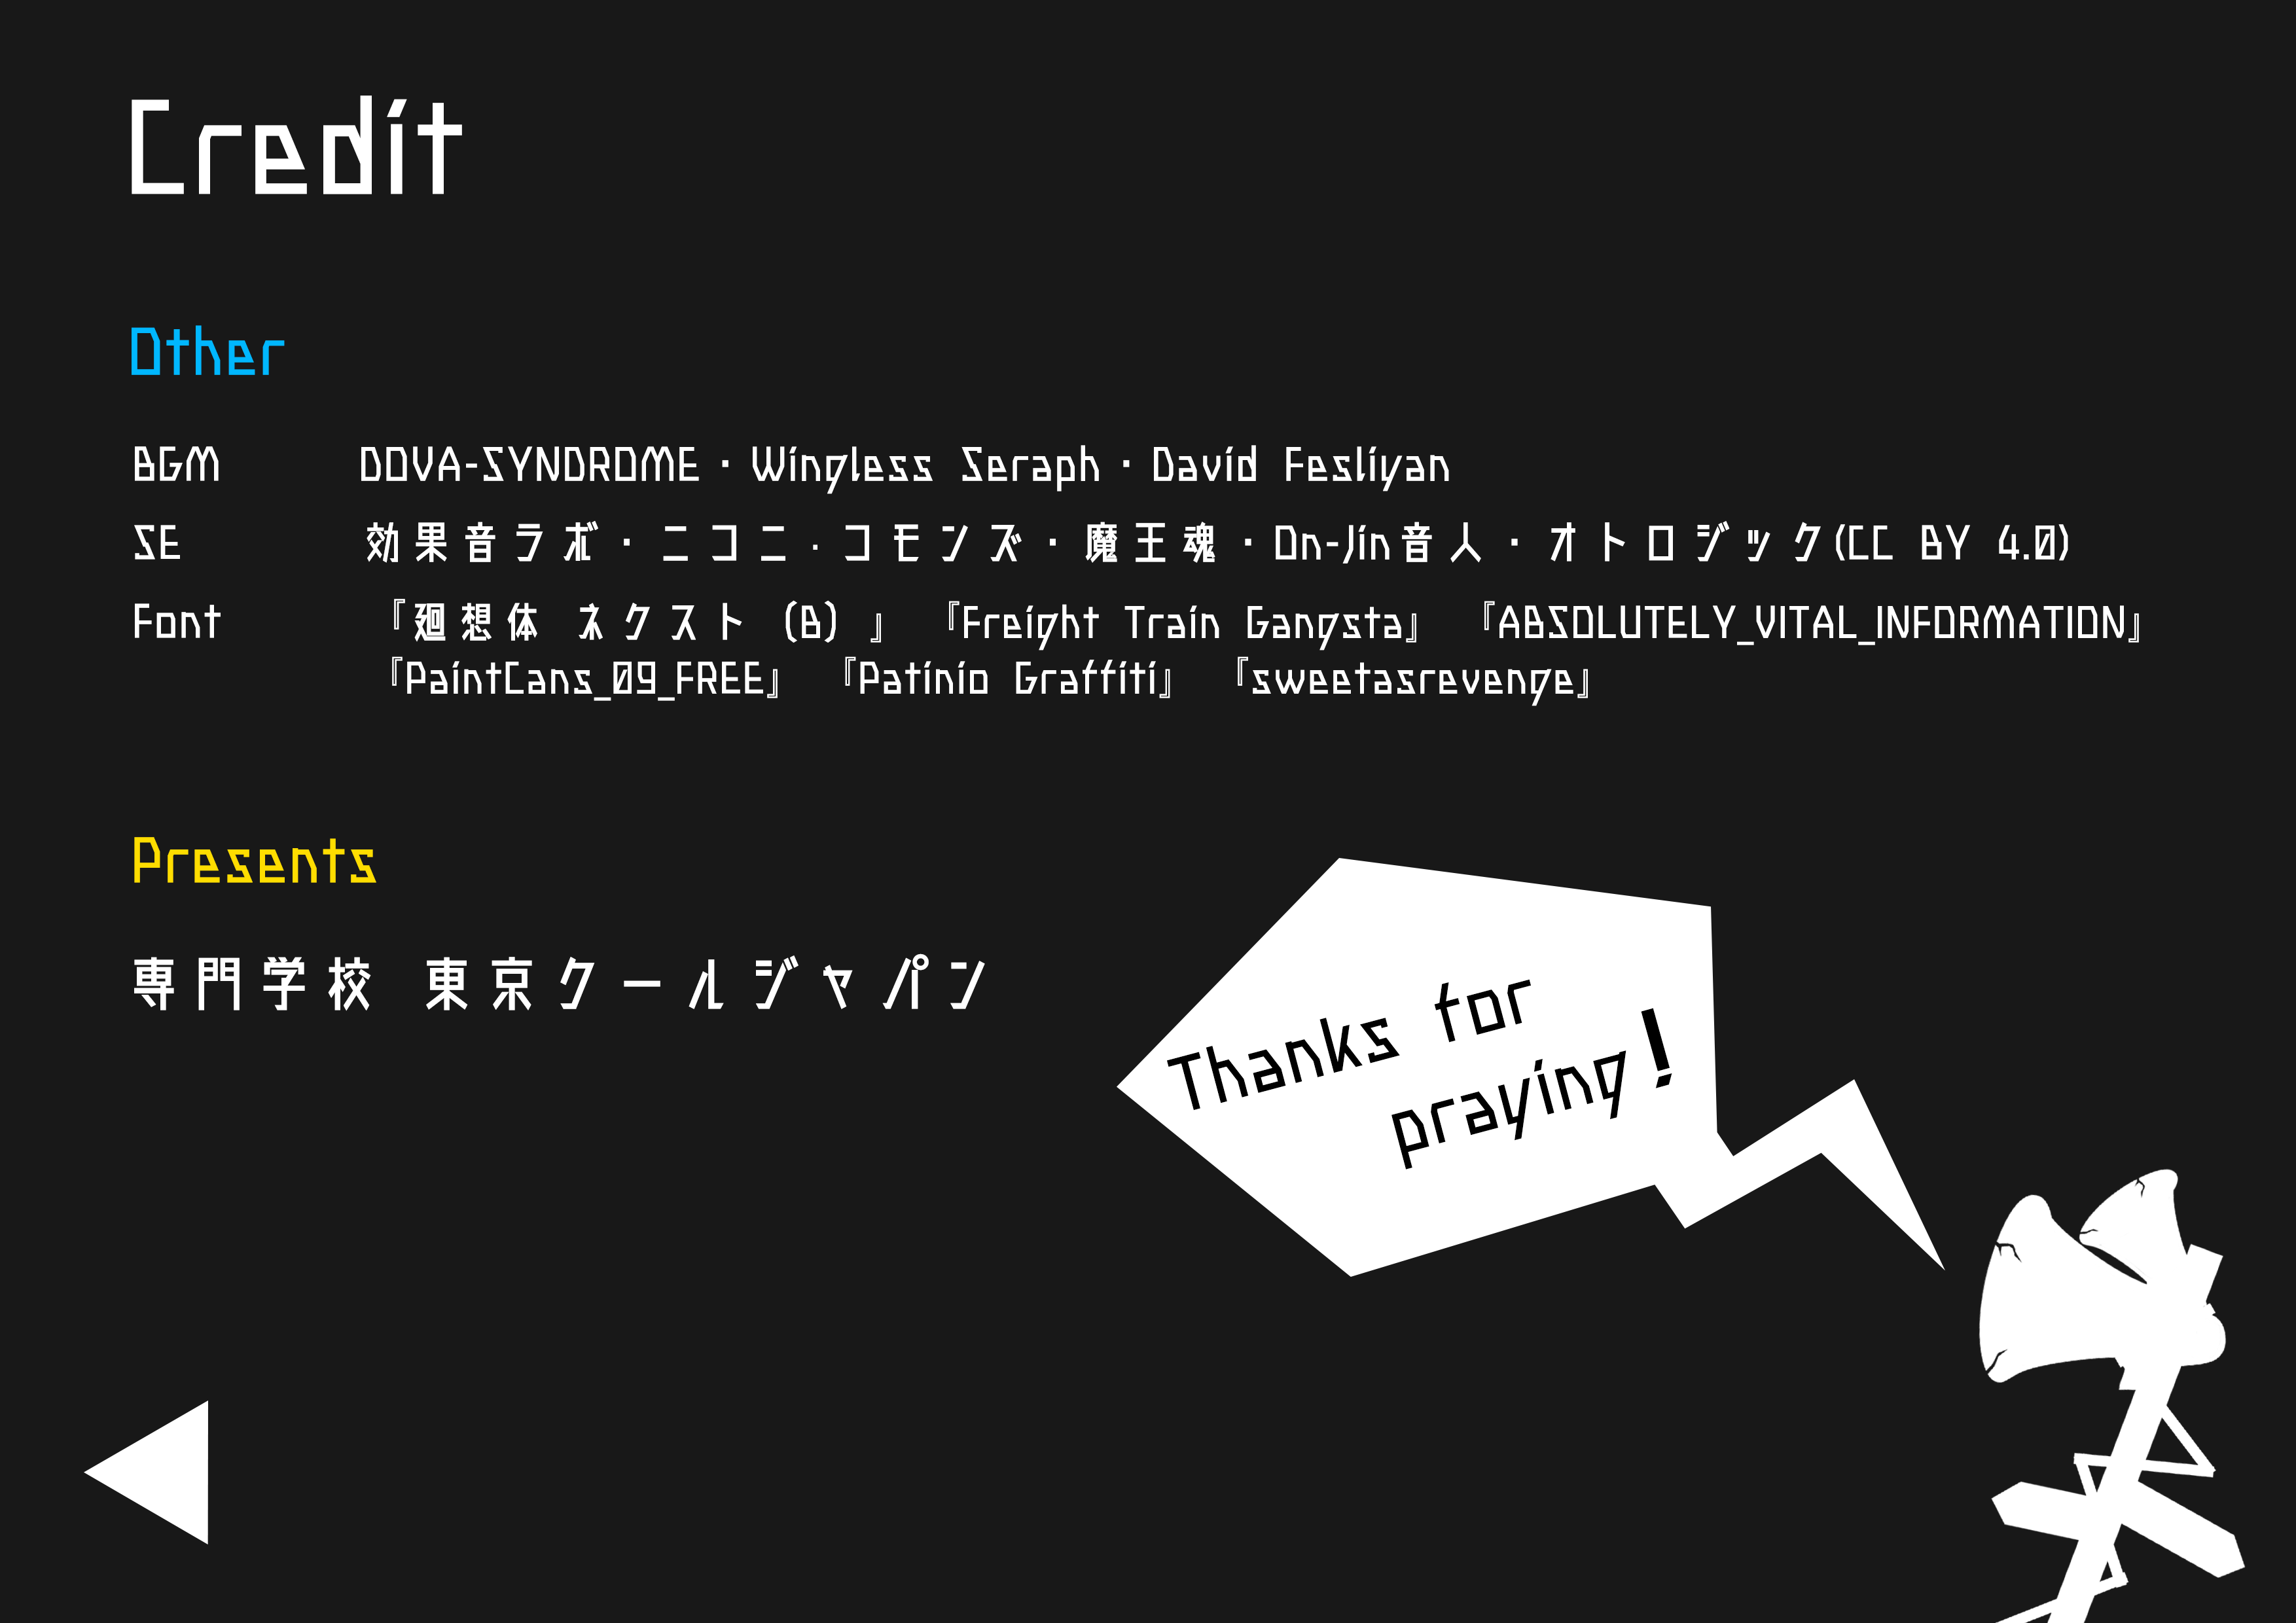 Credit
Other
BGM DOVA-SYNDROME・Wingless Seraph・David Fesliyan
SE 効果音ラボ・ニコニ.コモンズ・魔王魂・On-Jin音人・オトロジック(CC BY 4.0)
Font 『廻想体 ネクスト (B) 』 『Freight Train Gangsta』 『ABSOLUTELY_VITAL_INFORMATION』
『PaintCans_09_FREE』 『Patinio Graffiti』 『sweetasrevenge』
Presents
専門学校 東京クールジャパン
Thanks for
praying!